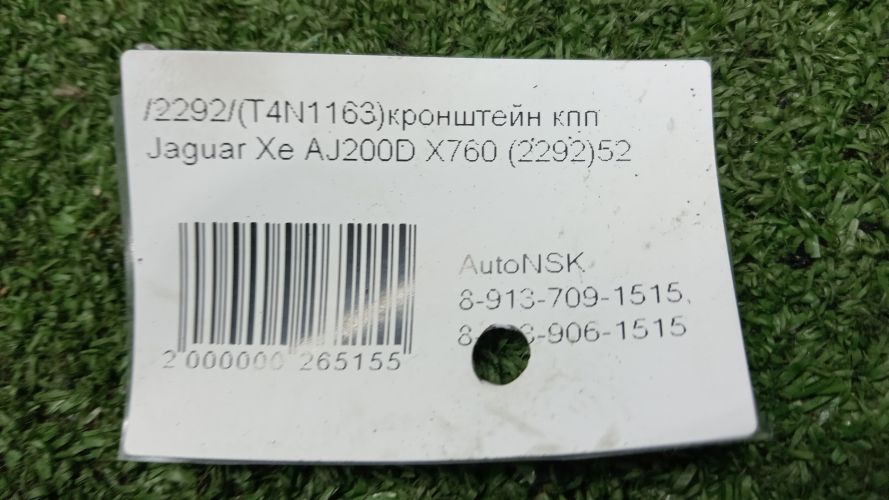 /2292/(T4N1163)кронштейн кпп
Jaguar Xe AJ200D X760 (2292)52
AutoNSK
8-913-709-1515,
906-1515
2 000000 265155